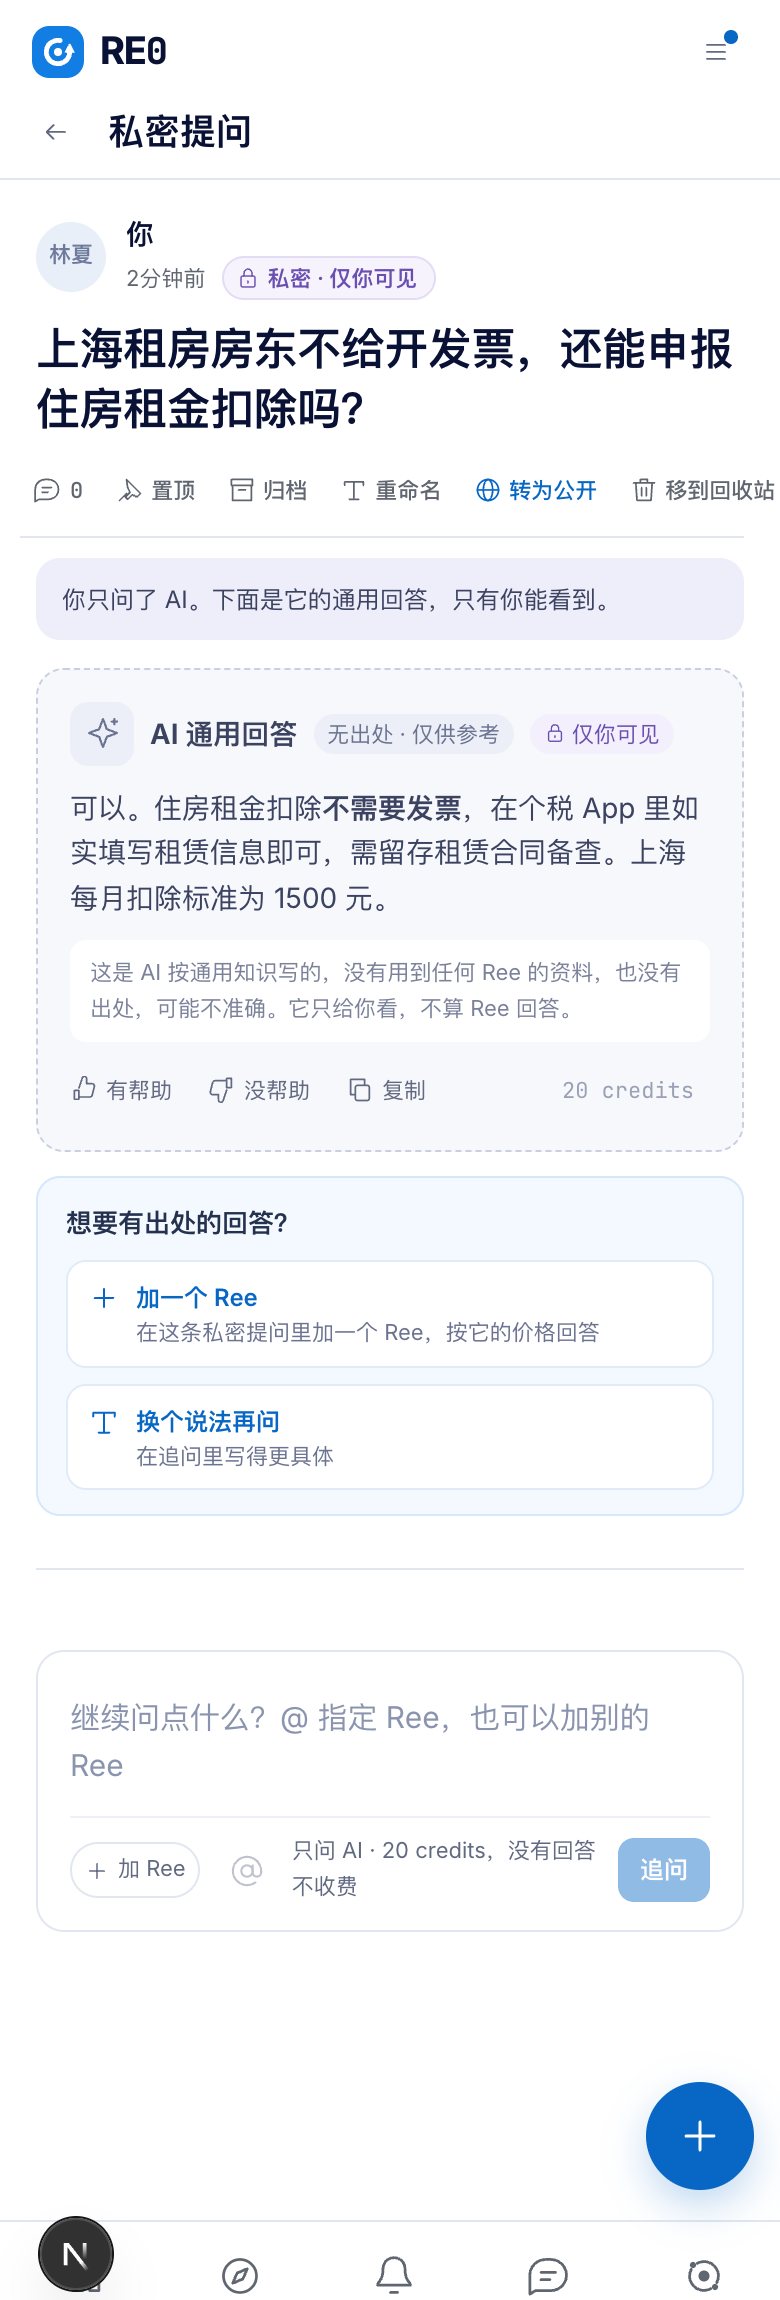 RE0
私密提问
林夏
你
2分钟前
私密 · 仅你可见
上海租房房东不给开发票，还能申报
住房租金扣除吗？
0 置顶 归档 重命名 转为公开 移到回收站
你只问了 AI。下面是它的通用回答，只有你能看到。
AI 通用回答 无出处 · 仅供参考 仅你可见
可以。住房租金扣除不需要发票，在个税 App 里如
实填写租赁信息即可，需留存租赁合同备查。上海
每月扣除标准为 1500 元。
这是 AI 按通用知识写的，没有用到任何 Ree 的资料，也没有
出处，可能不准确。它只给你看，不算 Ree 回答。
有帮助 没帮助 复制 20 credits
想要有出处的回答？
加一个 Ree
在这条私密提问里加一个 Ree，按它的价格回答
换个说法再问
在追问里写得更具体
继续问点什么？@ 指定 Ree，也可以加别的
Ree
加 Ree
只问 AI · 20 credits，没有回答
不收费
追问
N